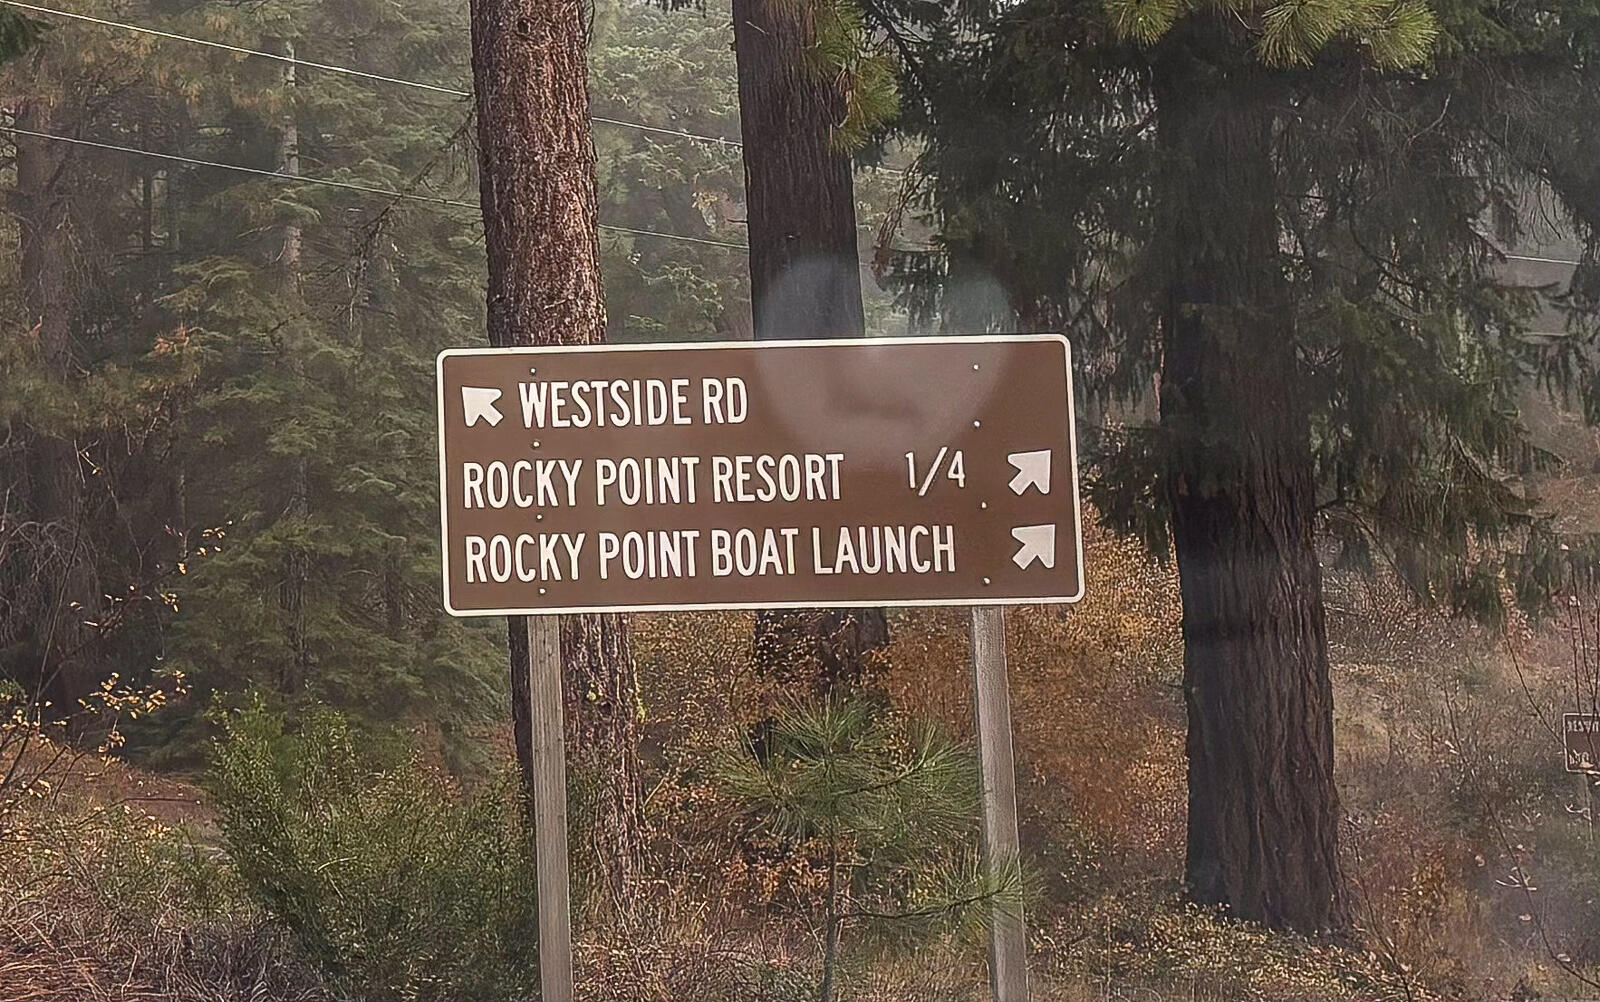 WESTSIDE RD
ROCKY POINT RESORT 1/4
ROCKY POINT BOAT LAUNCH